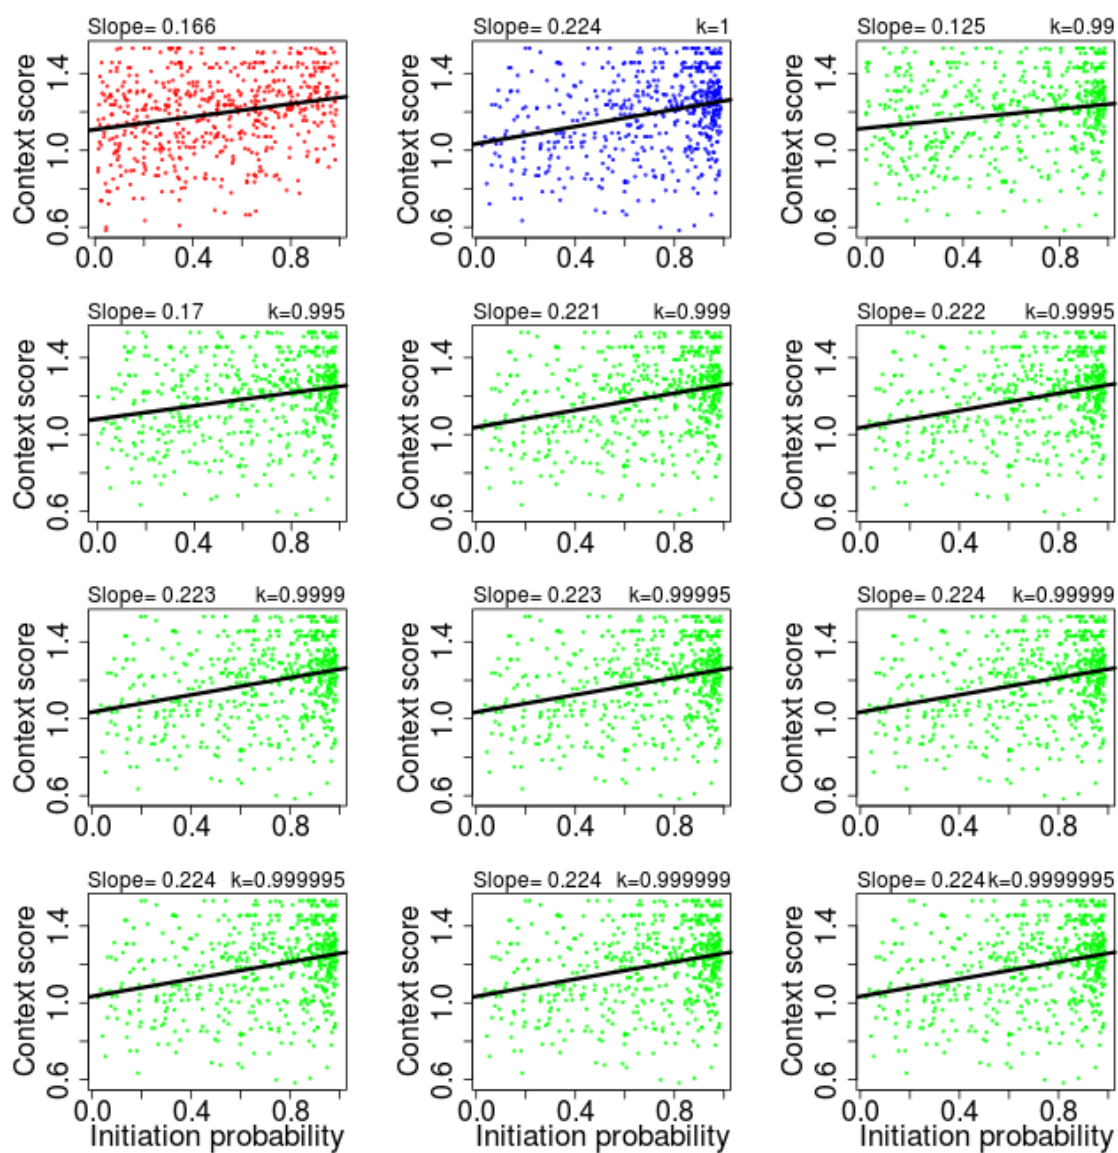 Slope= 0.166
Context score
0.6 1.0 1.4
0.0 0.4 0.8
Slope= 0.224 k=1
Context score
0.6 1.0 1.4
0.0 0.4 0.8
Slope= 0.125 k=0.99
Context score
0.6 1.0 1.4
0.0 0.4 0.8
Slope= 0.17 k=0.995
Context score
0.6 1.0 1.4
0.0 0.4 0.8
Slope= 0.221 k=0.999
Context score
0.6 1.0 1.4
0.0 0.4 0.8
Slope= 0.222 k=0.9995
Context score
0.6 1.0 1.4
0.0 0.4 0.8
Slope= 0.223 k=0.9999
Context score
0.6 1.0 1.4
0.0 0.4 0.8
Slope= 0.223 k=0.99995
Context score
0.6 1.0 1.4
0.0 0.4 0.8
Slope= 0.224 k=0.99999
Context score
0.6 1.0 1.4
0.0 0.4 0.8
Slope= 0.224 k=0.999995
Context score
0.6 1.0 1.4
0.0 0.4 0.8
Initiation probability
Slope= 0.224 k=0.999999
Context score
0.6 1.0 1.4
0.0 0.4 0.8
Initiation probability
Slope= 0.224 k=0.9999995
Context score
0.6 1.0 1.4
0.0 0.4 0.8
Initiation probability